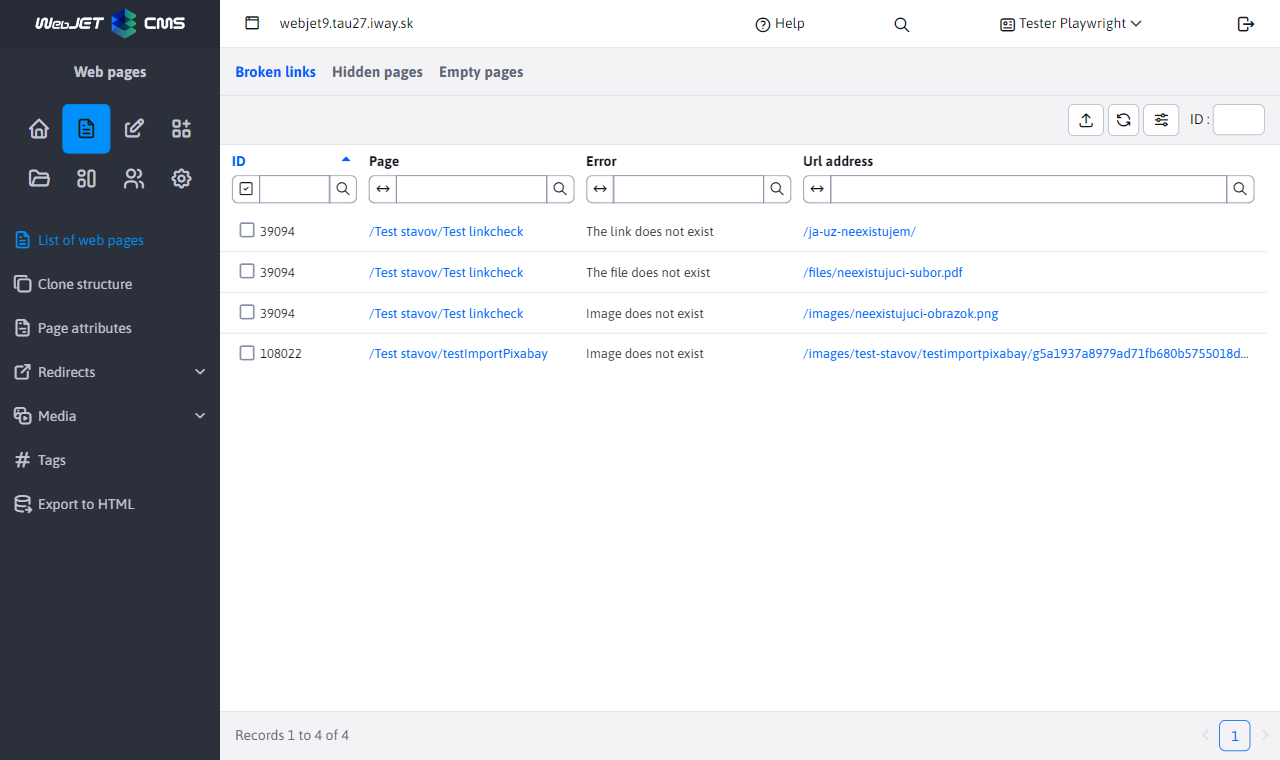 WebJET CMS
webjet9.tau27.iway.sk
Help
Tester Playwright
Web pages
List of web pages
Clone structure
Page attributes
Redirects
Media
Tags
Export to HTML
Broken links Hidden pages Empty pages
ID :
ID Page Error Url address
39094 /Test stavov/Test linkcheck The link does not exist /ja-uz-neexistujem/
39094 /Test stavov/Test linkcheck The file does not exist /files/neexistujuci-subor.pdf
39094 /Test stavov/Test linkcheck Image does not exist /images/neexistujuci-obrazok.png
108022 /Test stavov/testImportPixabay Image does not exist /images/test-stavov/testimportpixabay/g5a1937a8979ad71fb680b5755018d...
Records 1 to 4 of 4
1